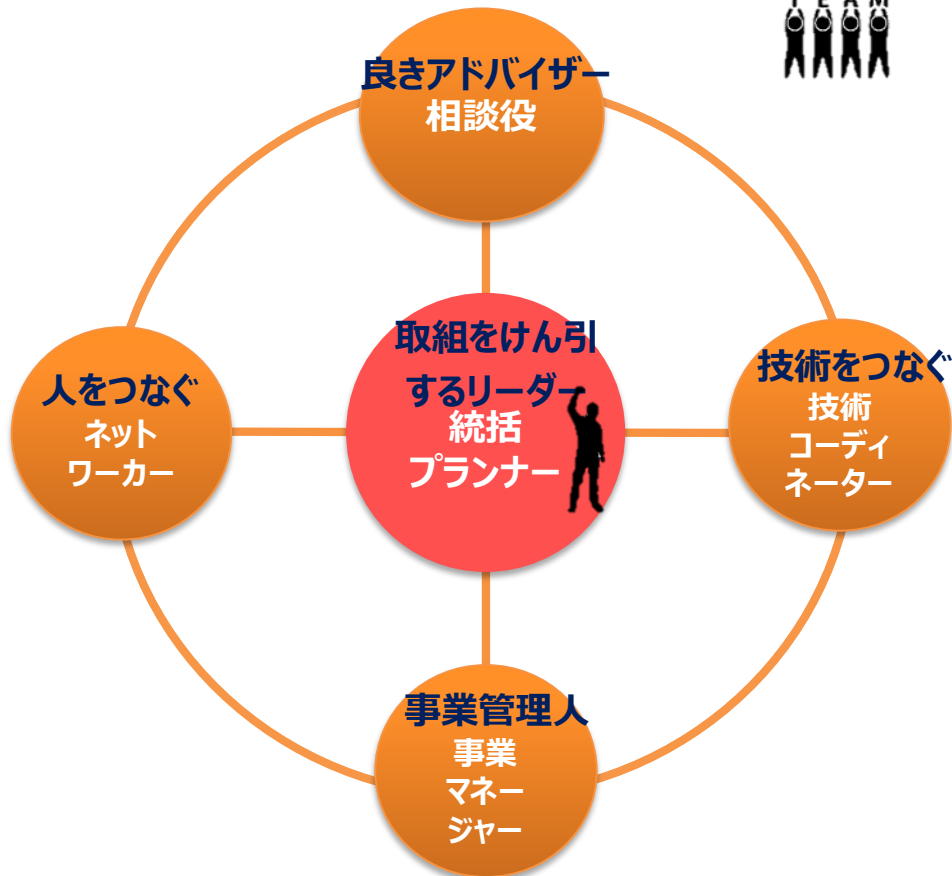 TEAM
良きアドバイザー
相談役
取組をけん引
するリーダー
統括
プランナー
人をつなぐ
ネット
ワーカー
技術をつなぐ
技術
コーディ
ネーター
事業管理人
事業
マネー
ジャー